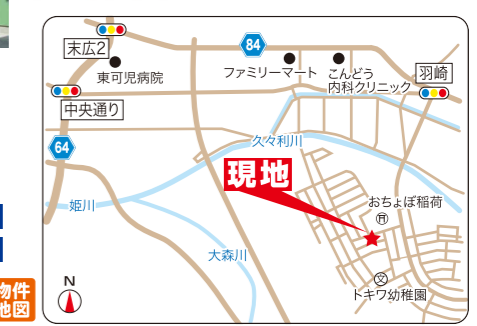 末広2
84
東可児病院
ファミリーマート
こんどう
内科クリニック
羽崎
中央通り
64
久々利川
現地
姫川
おちょぼ稲荷
大森川
文
トキワ幼稚園
N
物件
地図